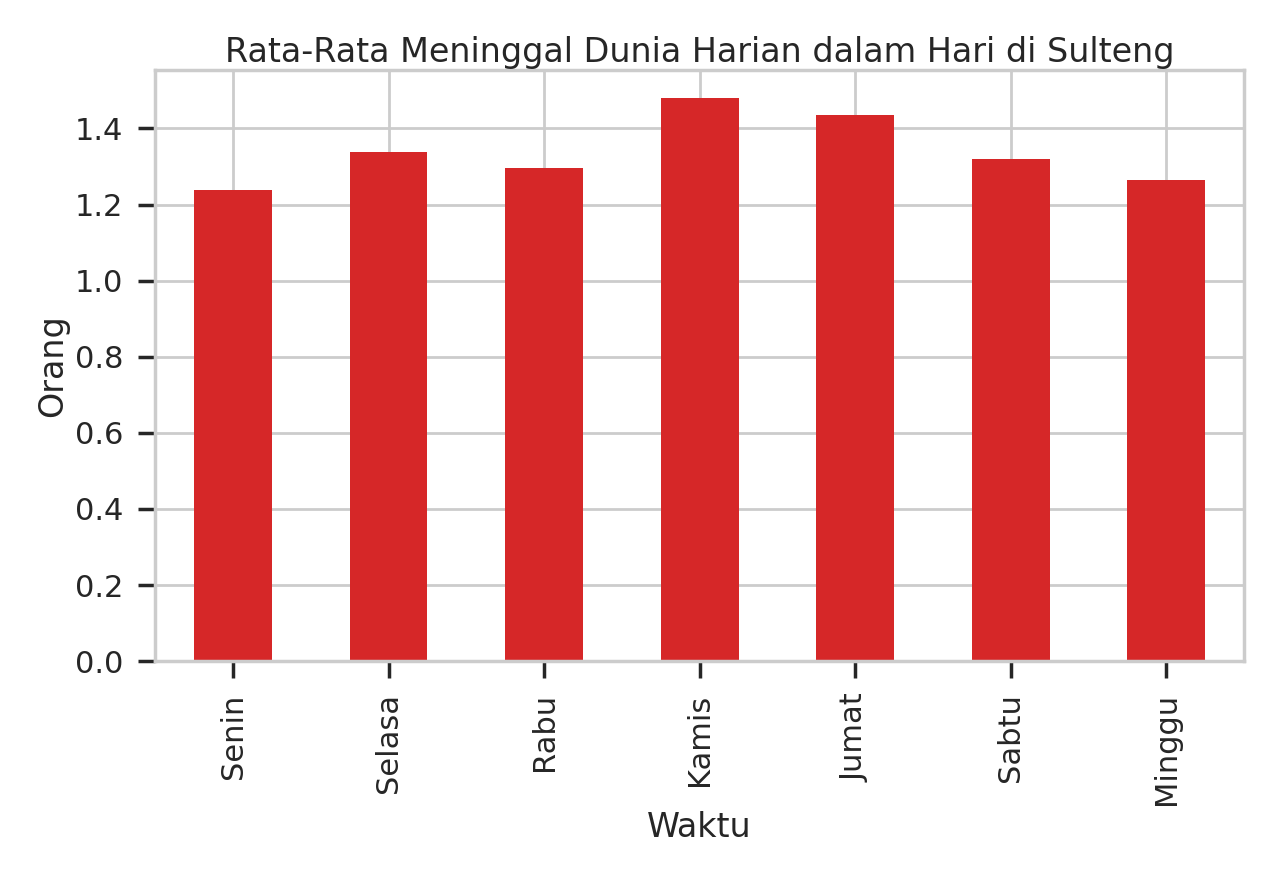 Rata-Rata Meninggal Dunia Harian dalam Hari di Sulteng
1.4
1.2
1.0
0.8
0.6
0.4
0.2
0.0
Orang
Senin
Selasa
Rabu
Kamis
Jumat
Sabtu
Minggu
Waktu